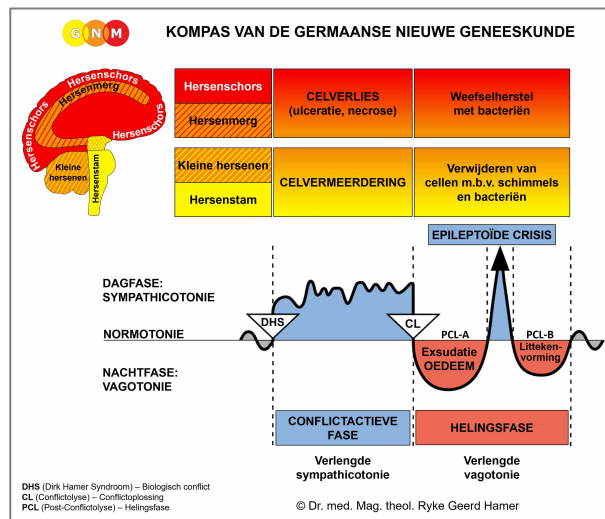 GNM
KOMPAS VAN DE GERMAANSE NIEUWE GENEESKUNDE
Hersenschors
Hersenmerg
Hersenschors
Hersenschors
Kleine
hersenen
Hersenstam
Hersenschors
Hersenmerg
CELVERLIES
(ulceratie, necrose)
Weefselherstel
met bacteriën
Kleine hersenen
Hersenstam
CELVERMEERDERING
Verwijderen van
cellen m.b.v. schimmels
en bacteriën
EPILEPTOÏDE CRISIS
DAGFASE:
SYMPATHICOTONIE
NORMOTONIE
NACHTFASE:
VAGOTONIE
DHS
CL
PCL-A
Exsudatie
OEDEEM
PCL-B
Litteken-
vorming
CONFLICTACTIEVE
FASE
HELINGSFASE
Verlengde
sympathicotonie
Verlengde
vagotonie
DHS (Dirk Hamer Syndroom) – Biologisch conflict
CL (Conflictolyse) – Conflictoplossing
PCL (Post-Conflictolyse) – Helingsfase
© Dr. med. Mag. theol. Ryke Geerd Hamer